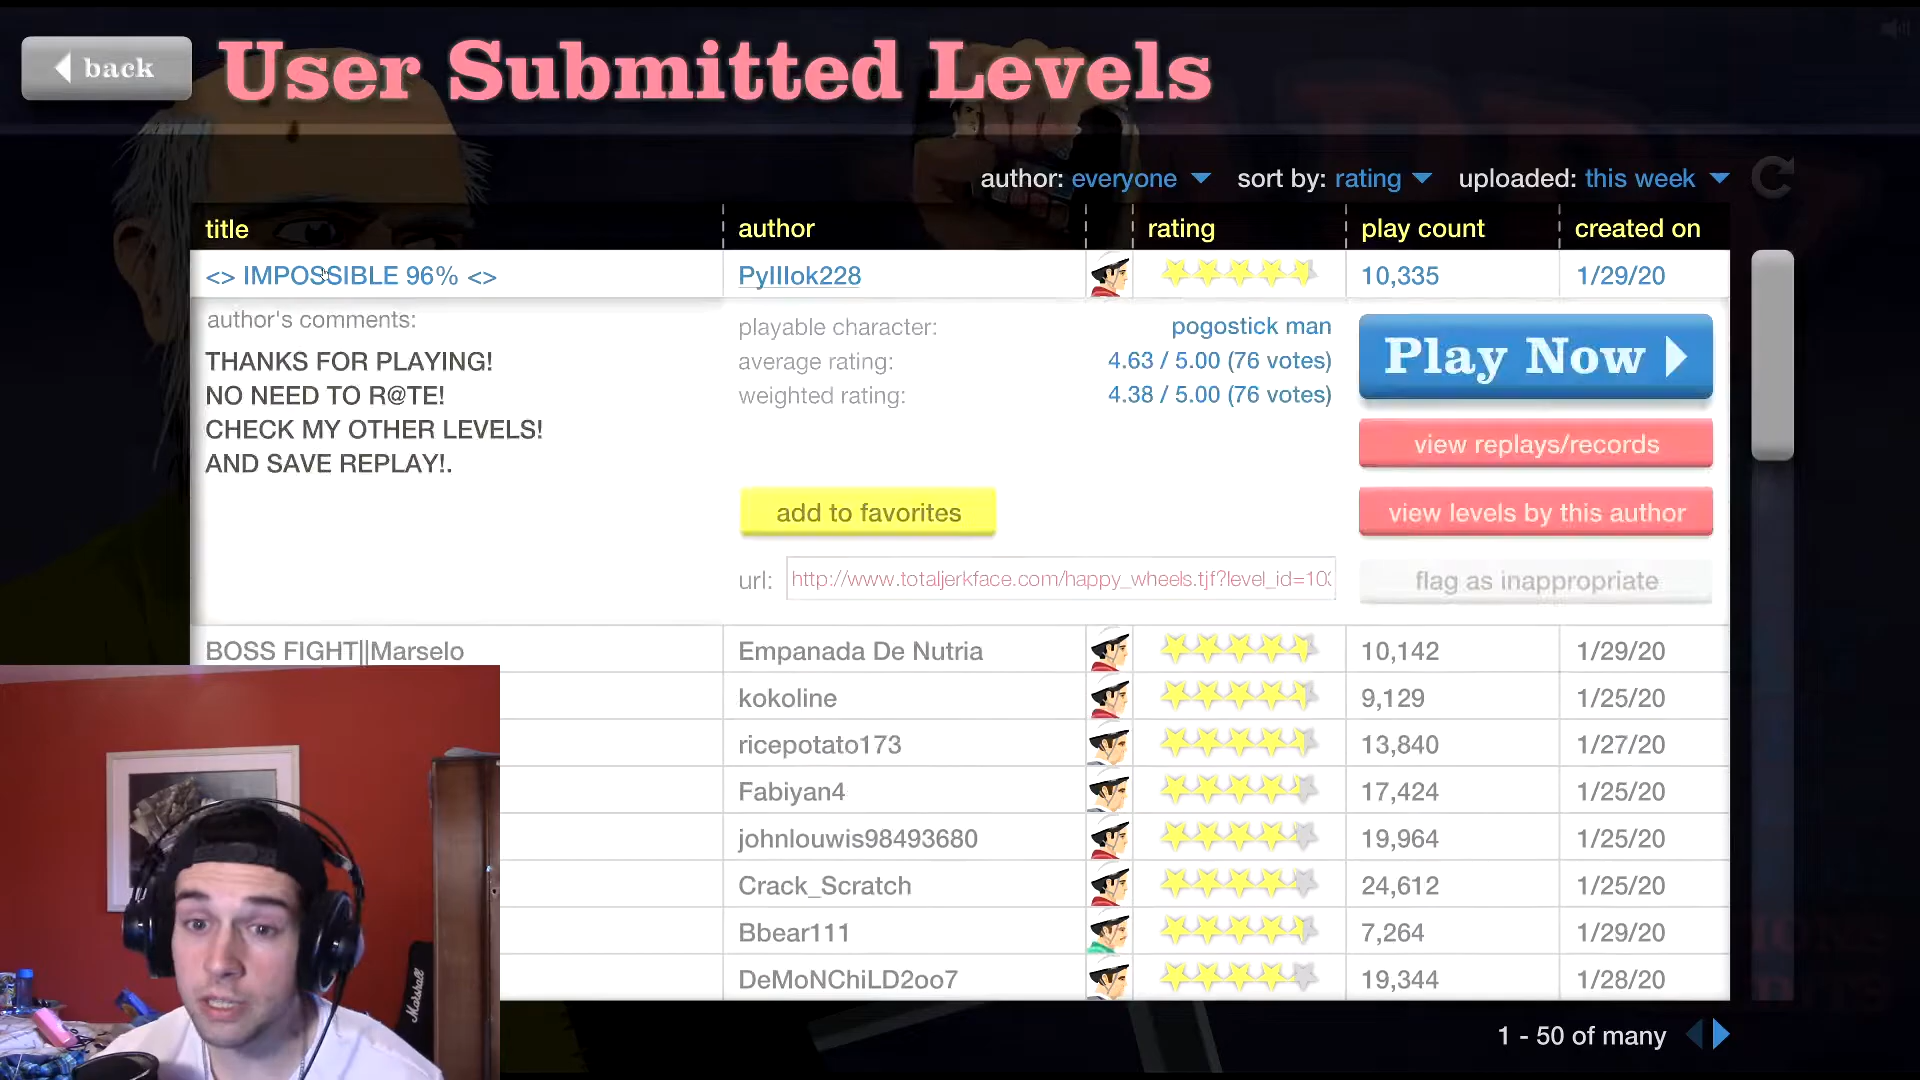 back
User Submitted Levels
author: everyone sort by: rating uploaded: this week
title author rating play count created on
<> IMPOSSIBLE 96% <> PyIIIok228 10,335 1/29/20
author's comments:
THANKS FOR PLAYING!
NO NEED TO R@TE!
CHECK MY OTHER LEVELS!
AND SAVE REPLAY!.
playable character: pogostick man
average rating: 4.63 / 5.00 (76 votes)
weighted rating: 4.38 / 5.00 (76 votes)
Play Now
view replays/records
add to favorites
view levels by this author
url: http://www.totaljerkface.com/happy_wheels.tjf?level_id=10
flag as inappropriate
BOSS FIGHT||Marselo Empanada De Nutria 10,142 1/29/20
kokoline 9,129 1/25/20
ricepotato173 13,840 1/27/20
Fabiyan4 17,424 1/25/20
johnlouwis98493680 19,964 1/25/20
Crack_Scratch 24,612 1/25/20
Bbear111 7,264 1/29/20
DeMoNChiLD2oo7 19,344 1/28/20
Marshall
1 - 50 of many